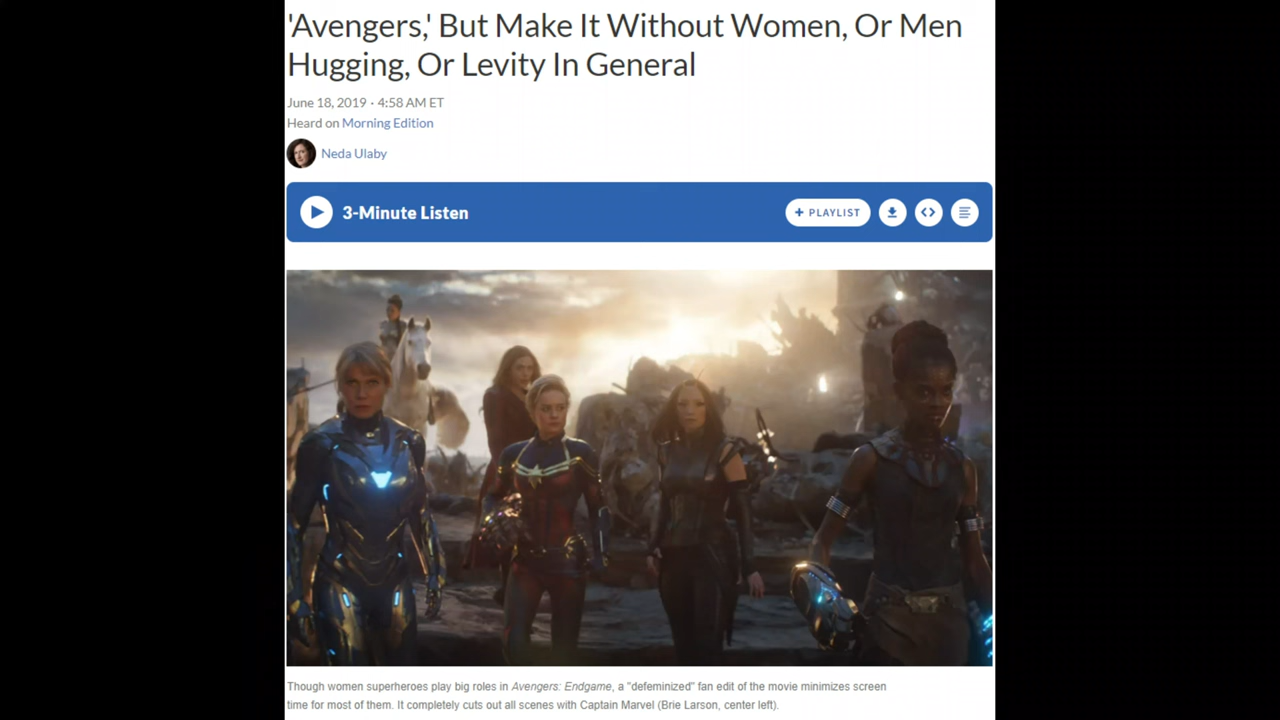 'Avengers,' But Make It Without Women, Or Men
Hugging, Or Levity In General
June 18, 2019 · 4:58 AM ET
Heard on Morning Edition
Neda Ulaby
3-Minute Listen
+ PLAYLIST
Though women superheroes play big roles in Avengers: Endgame, a "defeminized" fan edit of the movie minimizes screen
time for most of them. It completely cuts out all scenes with Captain Marvel (Brie Larson, center left).